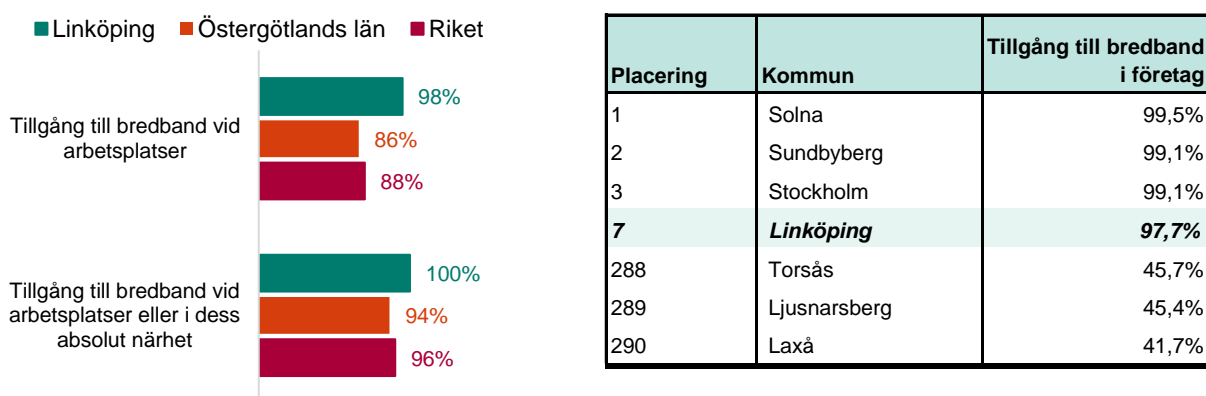 Linköping Östergötlands län Riket
Tillgång till bredband vid
arbetsplatser
98%
86%
88%
Tillgång till bredband vid
arbetsplatser eller i dess
absolut närhet
100%
94%
96%
Placering Kommun Tillgång till bredband i företag
1 Solna 99,5%
2 Sundbyberg 99,1%
3 Stockholm 99,1%
7 Linköping 97,7%
288 Torsås 45,7%
289 Ljusnarsberg 45,4%
290 Laxå 41,7%